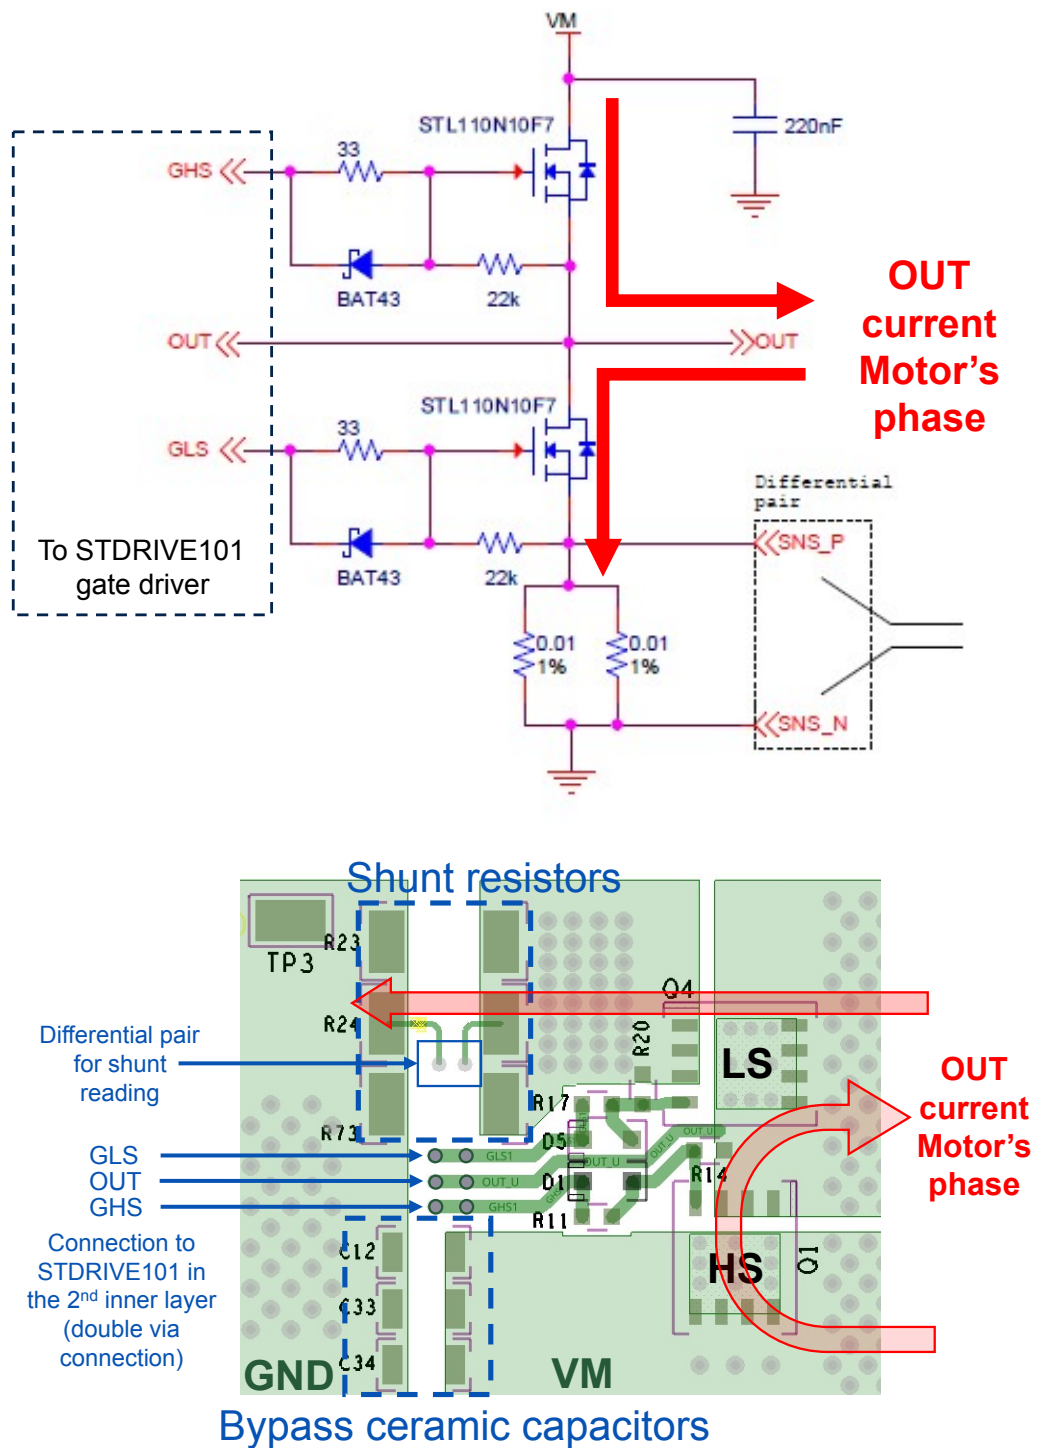 VM
STL110N10F7
220nF
33
GHS
BAT43
22k
OUT
OUT
OUT
current
Motor's
phase
STL110N10F7
33
GLS
Differential
pair
To STDRIVE101
gate driver
BAT43
22k
SNS_P
0.01
1%
0.01
1%
SNS_N
Shunt resistors
R23
TP3
Q4
R24
R20
Differential pair
for shunt
reading
LS
OUT
current
Motor's
phase
R17
R73
D5
GLS
GLS1
OUT_U
OUT_U
OUT_U
OUT
OUT_U
D1
R14
GHS
GHS1
R11
Connection to
STDRIVE101 in
the 2nd inner layer
(double via
connection)
C12
C33
C34
HS
Q1
GND
VM
Bypass ceramic capacitors